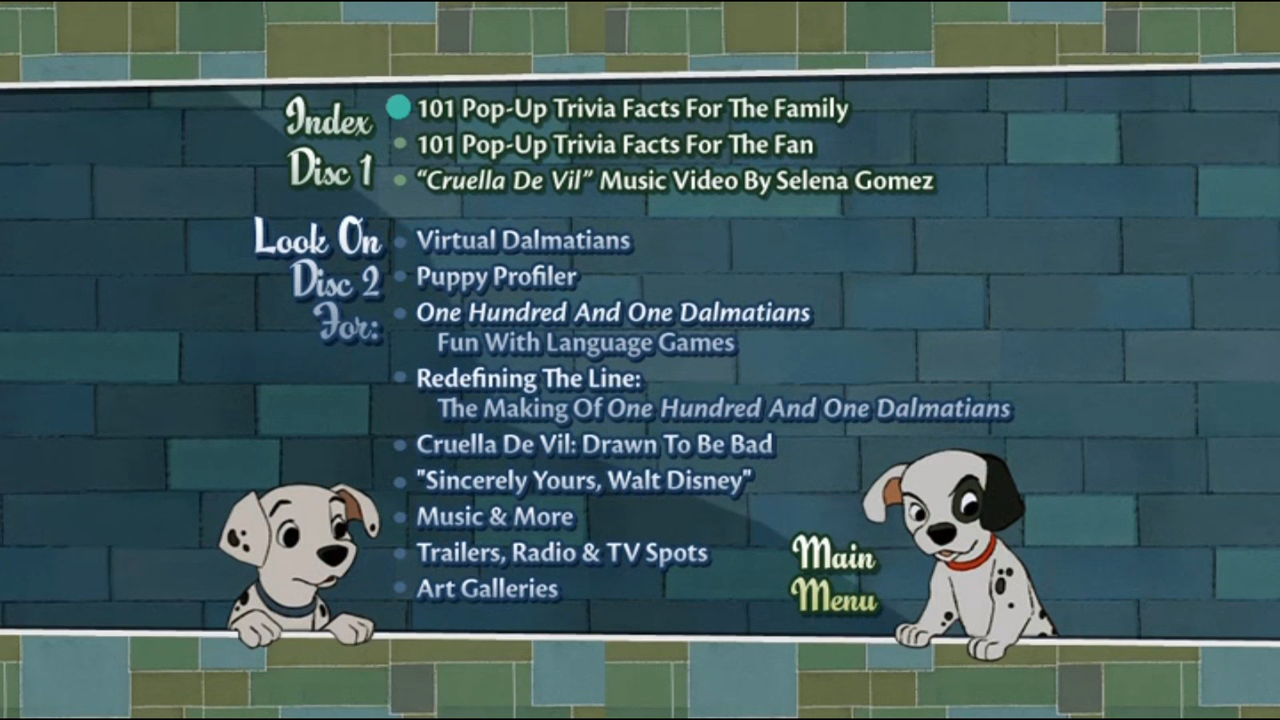 Index
Disc 1
101 Pop-Up Trivia Facts For The Family
101 Pop-Up Trivia Facts For The Fan
“Cruella De Vil” Music Video By Selena Gomez
Look On
Disc 2
For:
Virtual Dalmatians
Puppy Profiler
One Hundred And One Dalmatians
Fun With Language Games
Redefining The Line:
The Making Of One Hundred And One Dalmatians
Cruella De Vil: Drawn To Be Bad
"Sincerely Yours, Walt Disney"
Music & More
Trailers, Radio & TV Spots
Art Galleries
Main
Menu